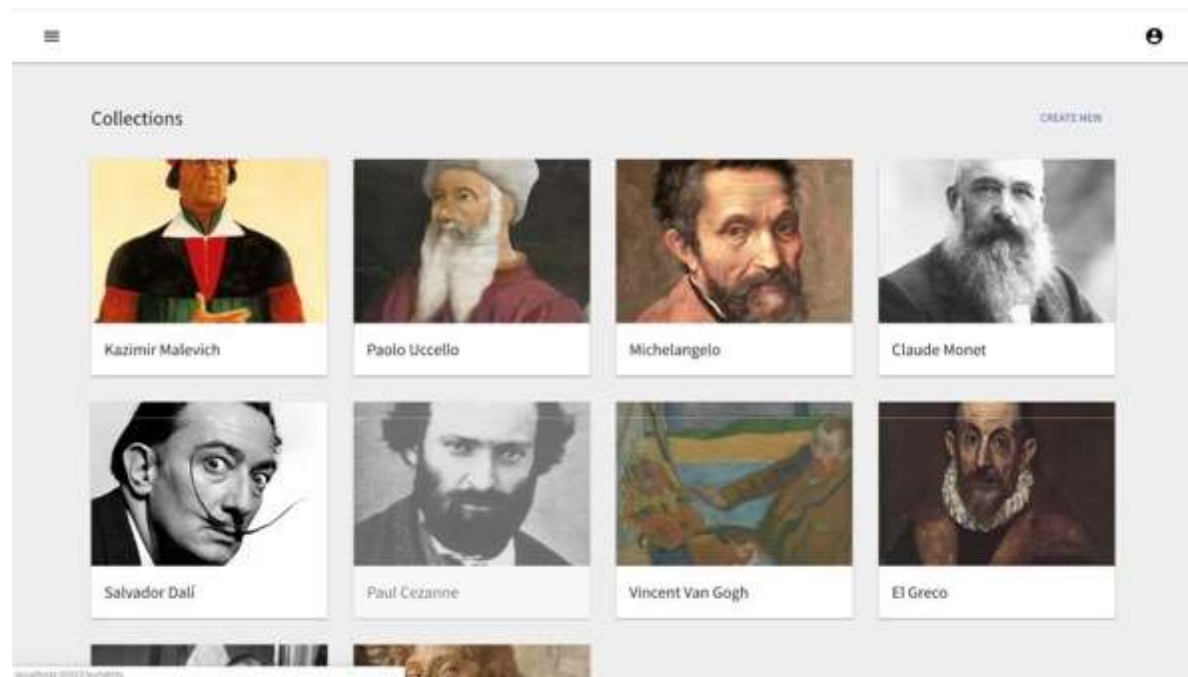 Collections
CREATE NEW
Kazimir Malevich
Paolo Uccello
Michelangelo
Claude Monet
Salvador Dalí
Paul Cezanne
Vincent Van Gogh
El Greco